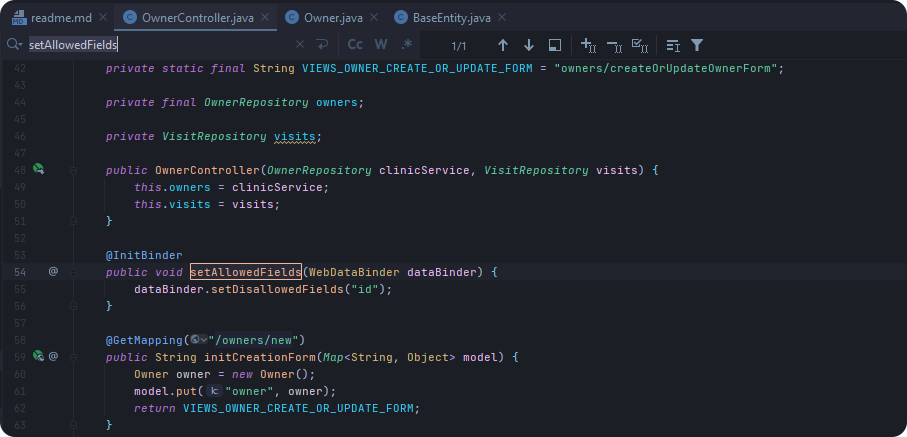 readme.md OwnerController.java Owner.java BaseEntity.java
setAllowedFields Cc W .* 1/1
42 private static final String VIEWS_OWNER_CREATE_OR_UPDATE_FORM = "owners/createOrUpdateOwnerForm";
43
44 private final OwnerRepository owners;
45
46 private VisitRepository visits;
47
48 public OwnerController(OwnerRepository clinicService, VisitRepository visits) {
49 this.owners = clinicService;
50 this.visits = visits;
51 }
52
53 @InitBinder
54 public void setAllowedFields(WebDataBinder dataBinder) {
55 dataBinder.setDisallowedFields("id");
56 }
57
58 @GetMapping("/owners/new")
59 public String initCreationForm(Map<String, Object> model) {
60 Owner owner = new Owner();
61 model.put( k: "owner", owner);
62 return VIEWS_OWNER_CREATE_OR_UPDATE_FORM;
63 }